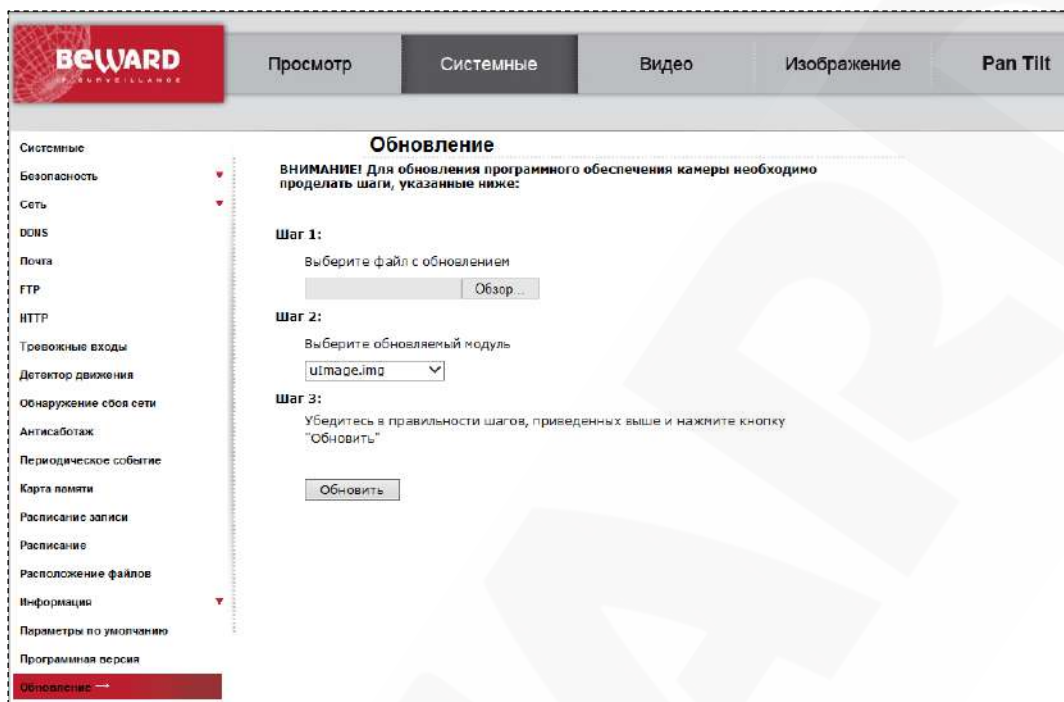 BEWARD
IP SURVEILLANCE
Просмотр
Системные
Видео
Изображение
Pan Tilt
Системные
Безопасность
Сеть
DDNS
Почта
FTP
HTTP
Тревожные входы
Детектор движения
Обнаружение сбоя сети
Антисаботаж
Периодическое событие
Карта памяти
Расписание записи
Расписание
Расположение файлов
Информация
Параметры по умолчанию
Программная версия
Обновление →
Обновление
ВНИМАНИЕ! Для обновления программного обеспечения камеры необходимо
проделать шаги, указанные ниже:
Шаг 1:
Выберите файл с обновлением
Обзор...
Шаг 2:
Выберите обновляемый модуль
uImage.img
Шаг 3:
Убедитесь в правильности шагов, приведенных выше и нажмите кнопку
"Обновить"
Обновить